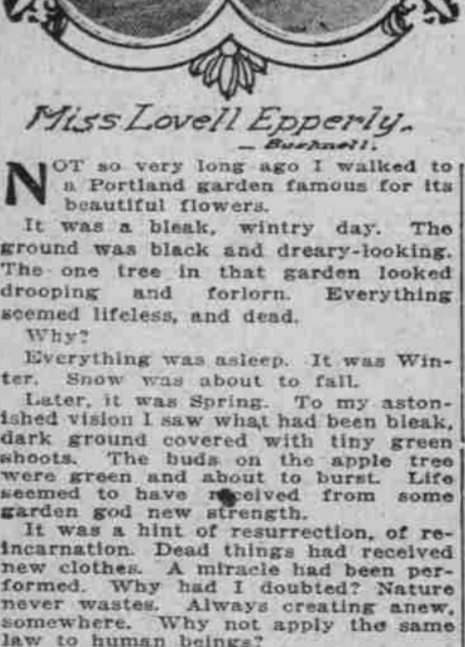 Miss Lovell Epperly.
— Bushnell.
NOT so very long ago I walked to
a Portland garden famous for its
beautiful flowers.
It was a bleak, wintry day. The
ground was black and dreary-looking.
The one tree in that garden looked
drooping and forlorn. Everything
seemed lifeless, and dead.
Why?
Everything was asleep. It was Win-
ter. Snow was about to fall.
Later, it was Spring. To my aston-
ished vision I saw what had been bleak,
dark ground covered with tiny green
shoots. The buds on the apple tree
were green and about to burst. Life
seemed to have received from some
garden god new strength.
It was a hint of resurrection, of re-
incarnation. Dead things had received
new clothes. A miracle had been per-
formed. Why had I doubted? Nature
never wastes. Always creating anew,
somewhere. Why not apply the same
law to human beings?